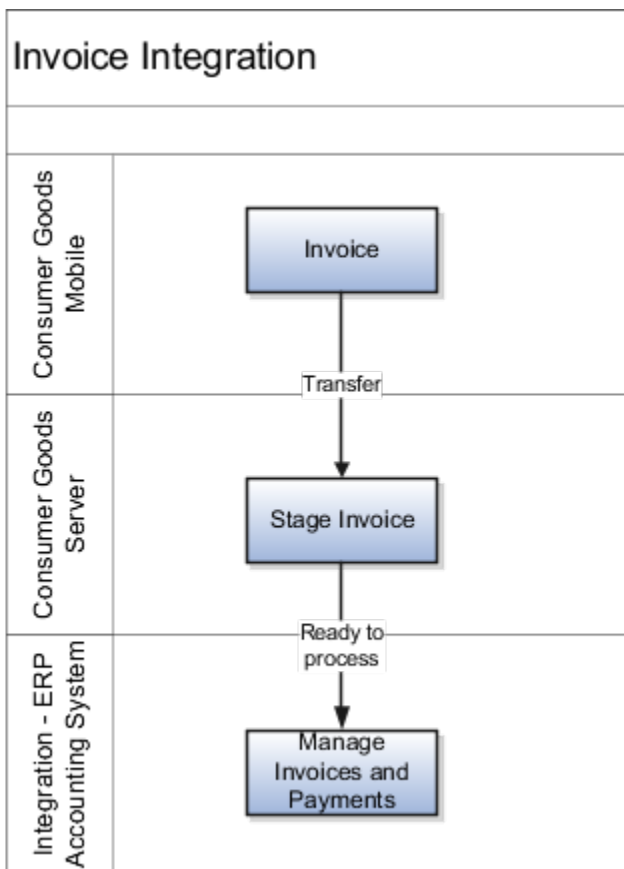 Invoice Integration
Consumer Goods
Mobile
Invoice
Transfer
Consumer Goods
Server
Stage Invoice
Ready to
process
Integration - ERP
Accounting System
Manage
Invoices and
Payments